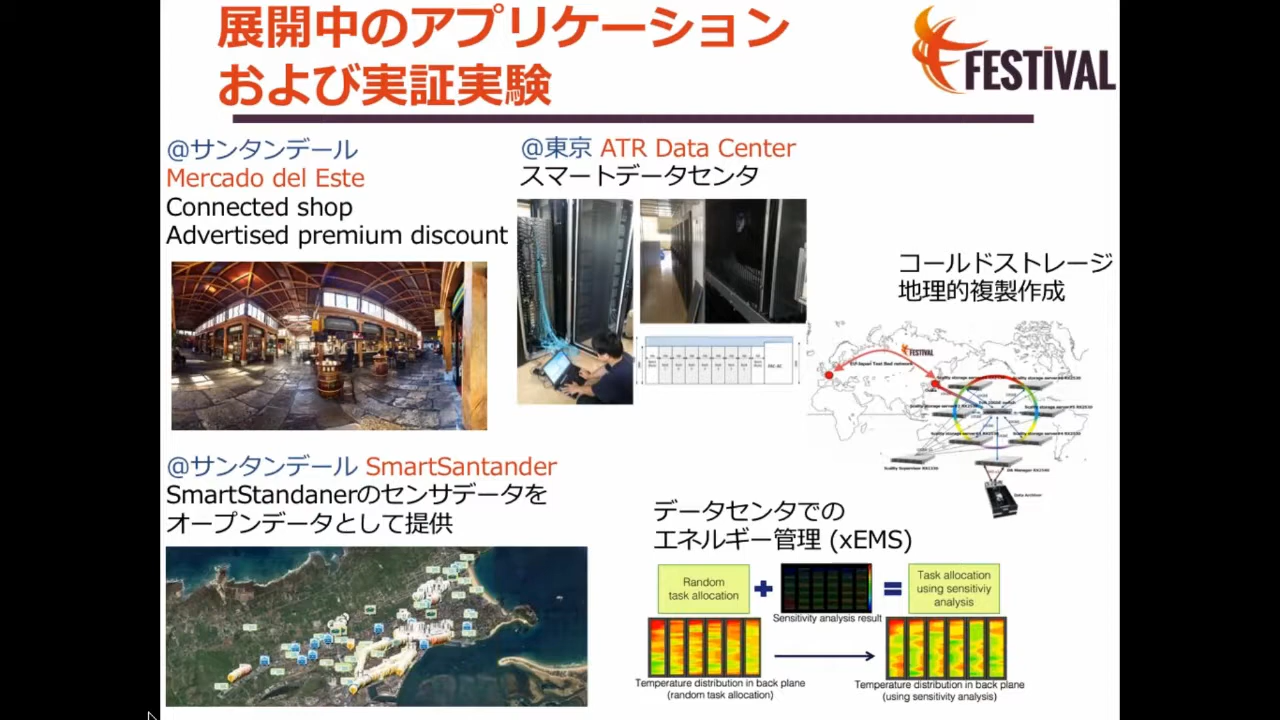 展開中のアプリケーション
および実証実験
FESTIVAL
@サンタンデール
Mercado del Este
Connected shop
Advertised premium discount
@東京 ATR Data Center
スマートデータセンタ
コールドストレージ
地理的複製作成
FESTIVAL
@サンタンデール SmartSantander
SmartStandanerのセンサデータを
オープンデータとして提供
データセンタでの
エネルギー管理 (xEMS)
Random
task allocation
Sensitivity analysis result
Task allocation
using sensitiviy
analysis
Temperature distribution in back plane
(random task allocation)
Temperature distribution in back plane
(using sensitivity analysis)